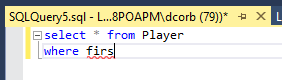 SQLQuery5.sql - L...8POAPM\dcorb (79))*
select * from Player
where firs